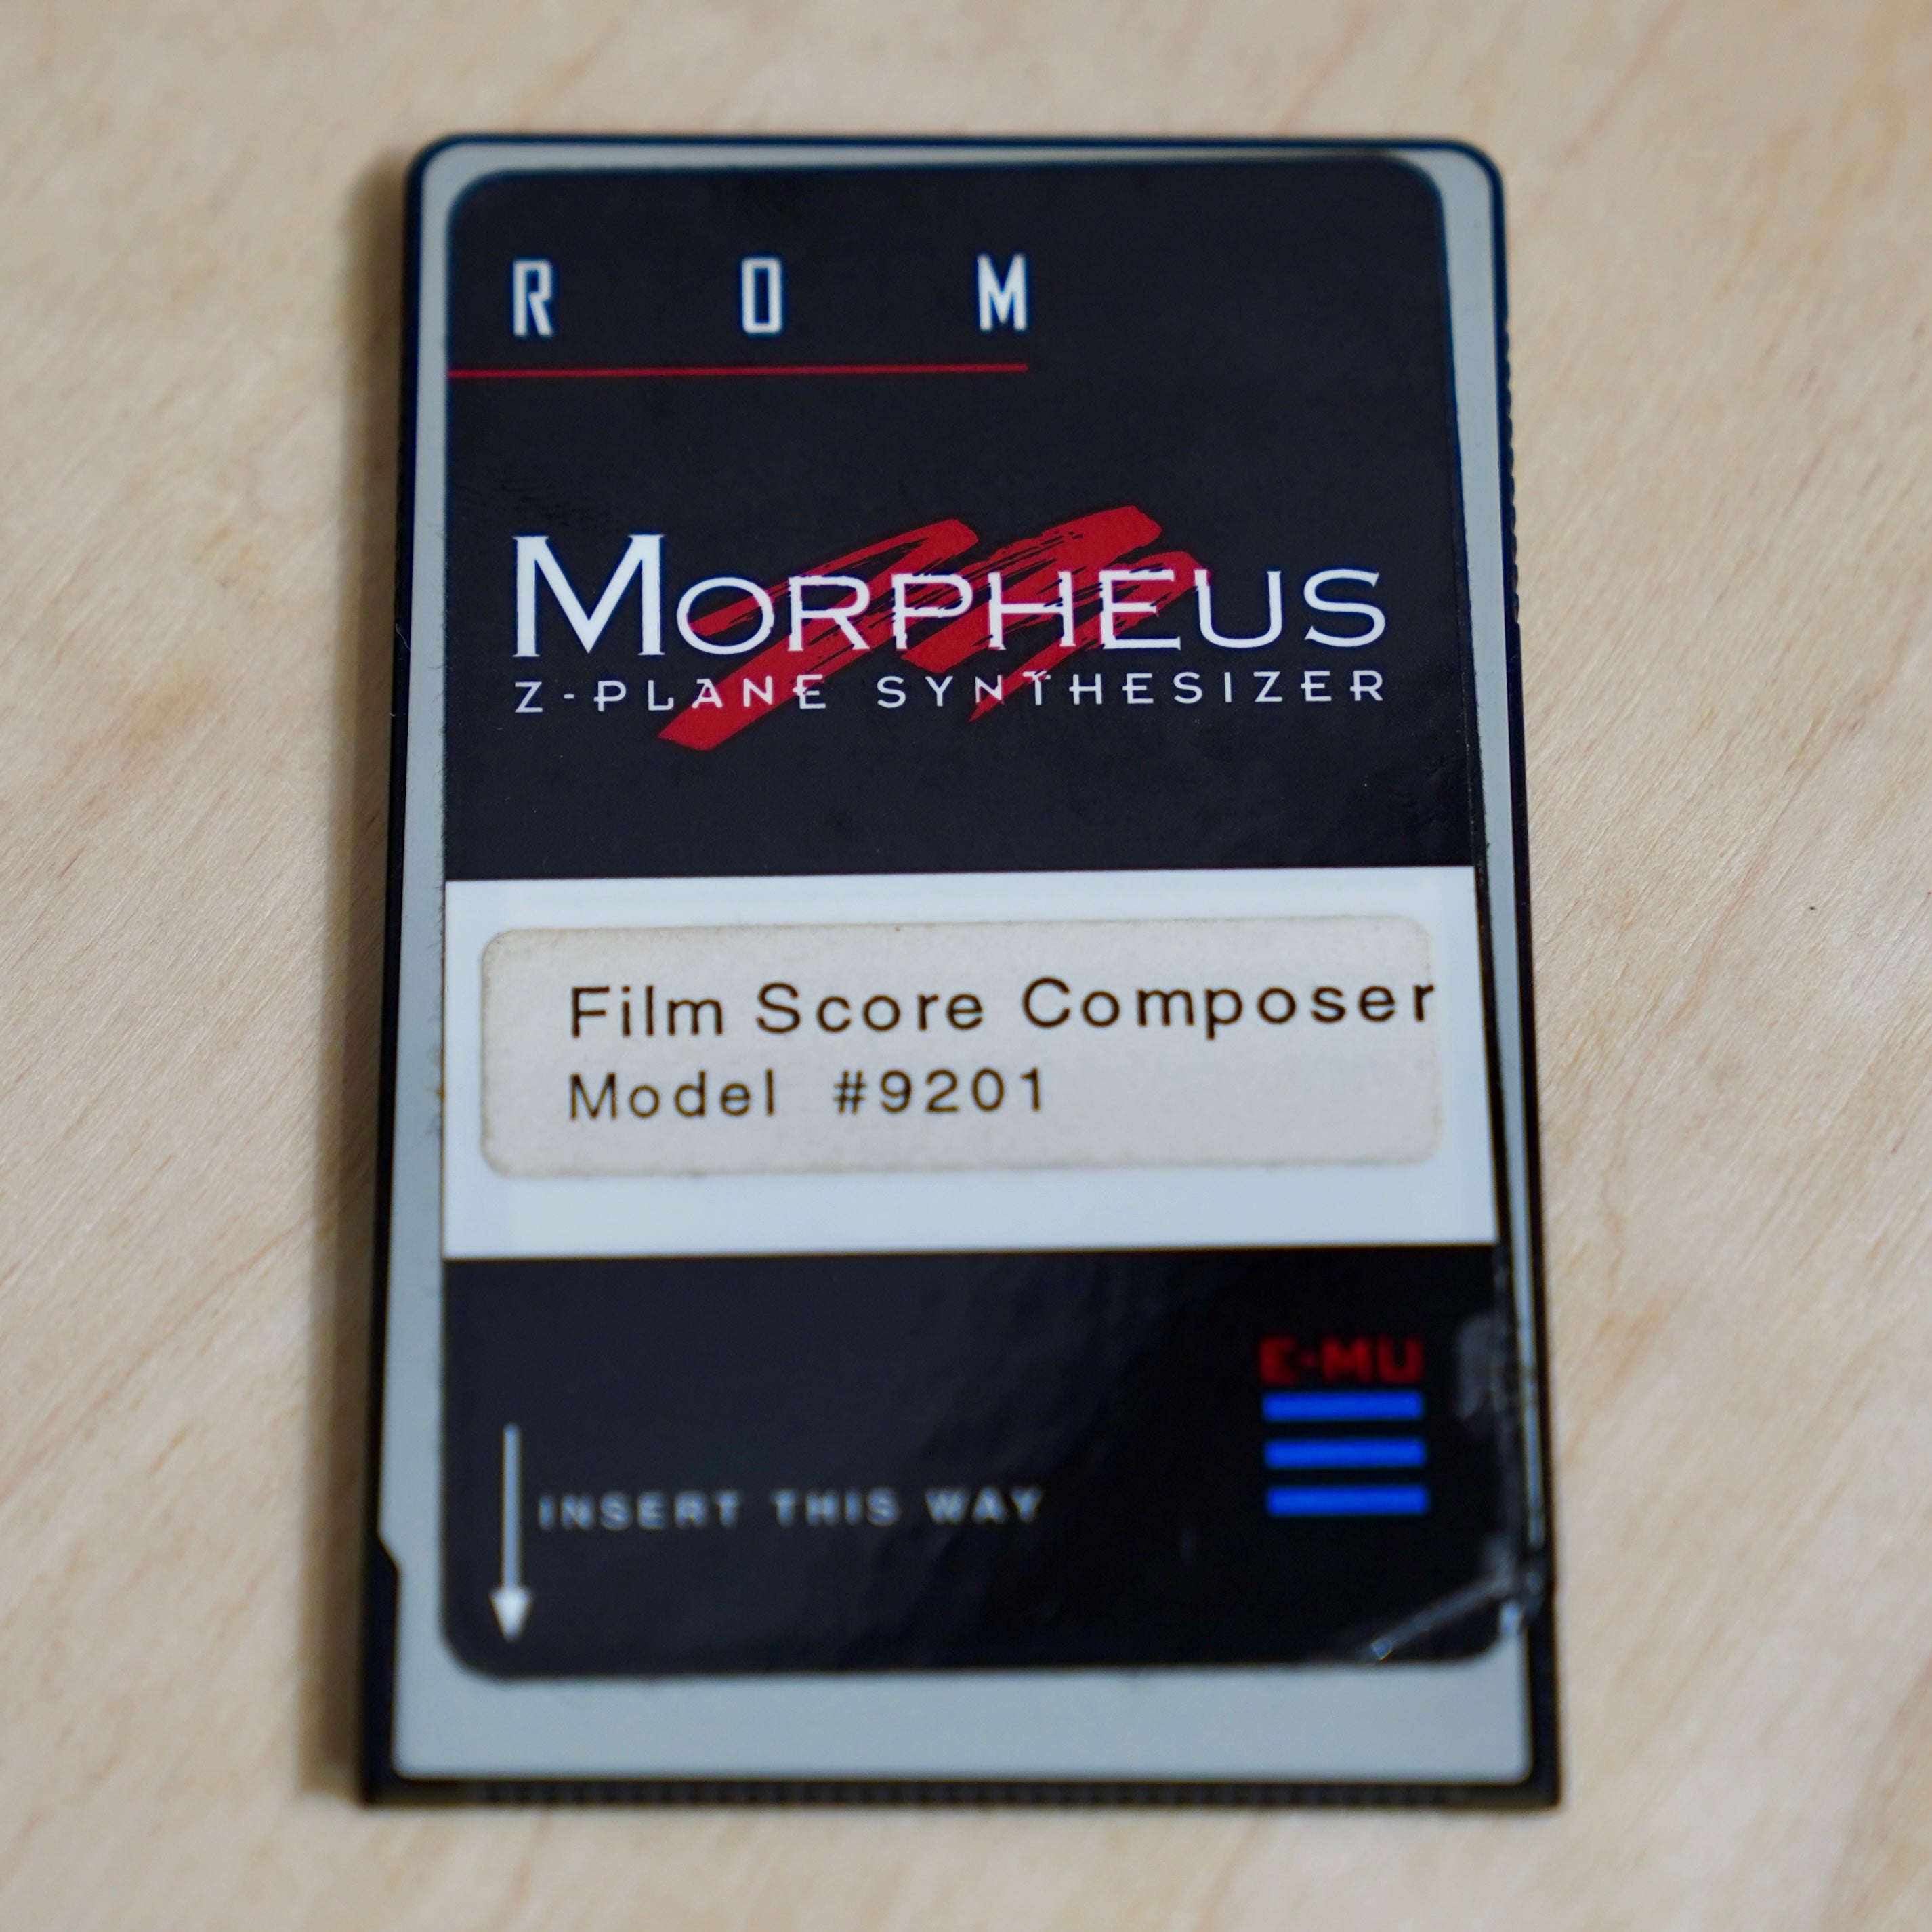 ROM
MORPHEUS
Z-PLANE SYNTHESIZER
Film Score Composer
Model #9201
E-MU
INSERT THIS WAY